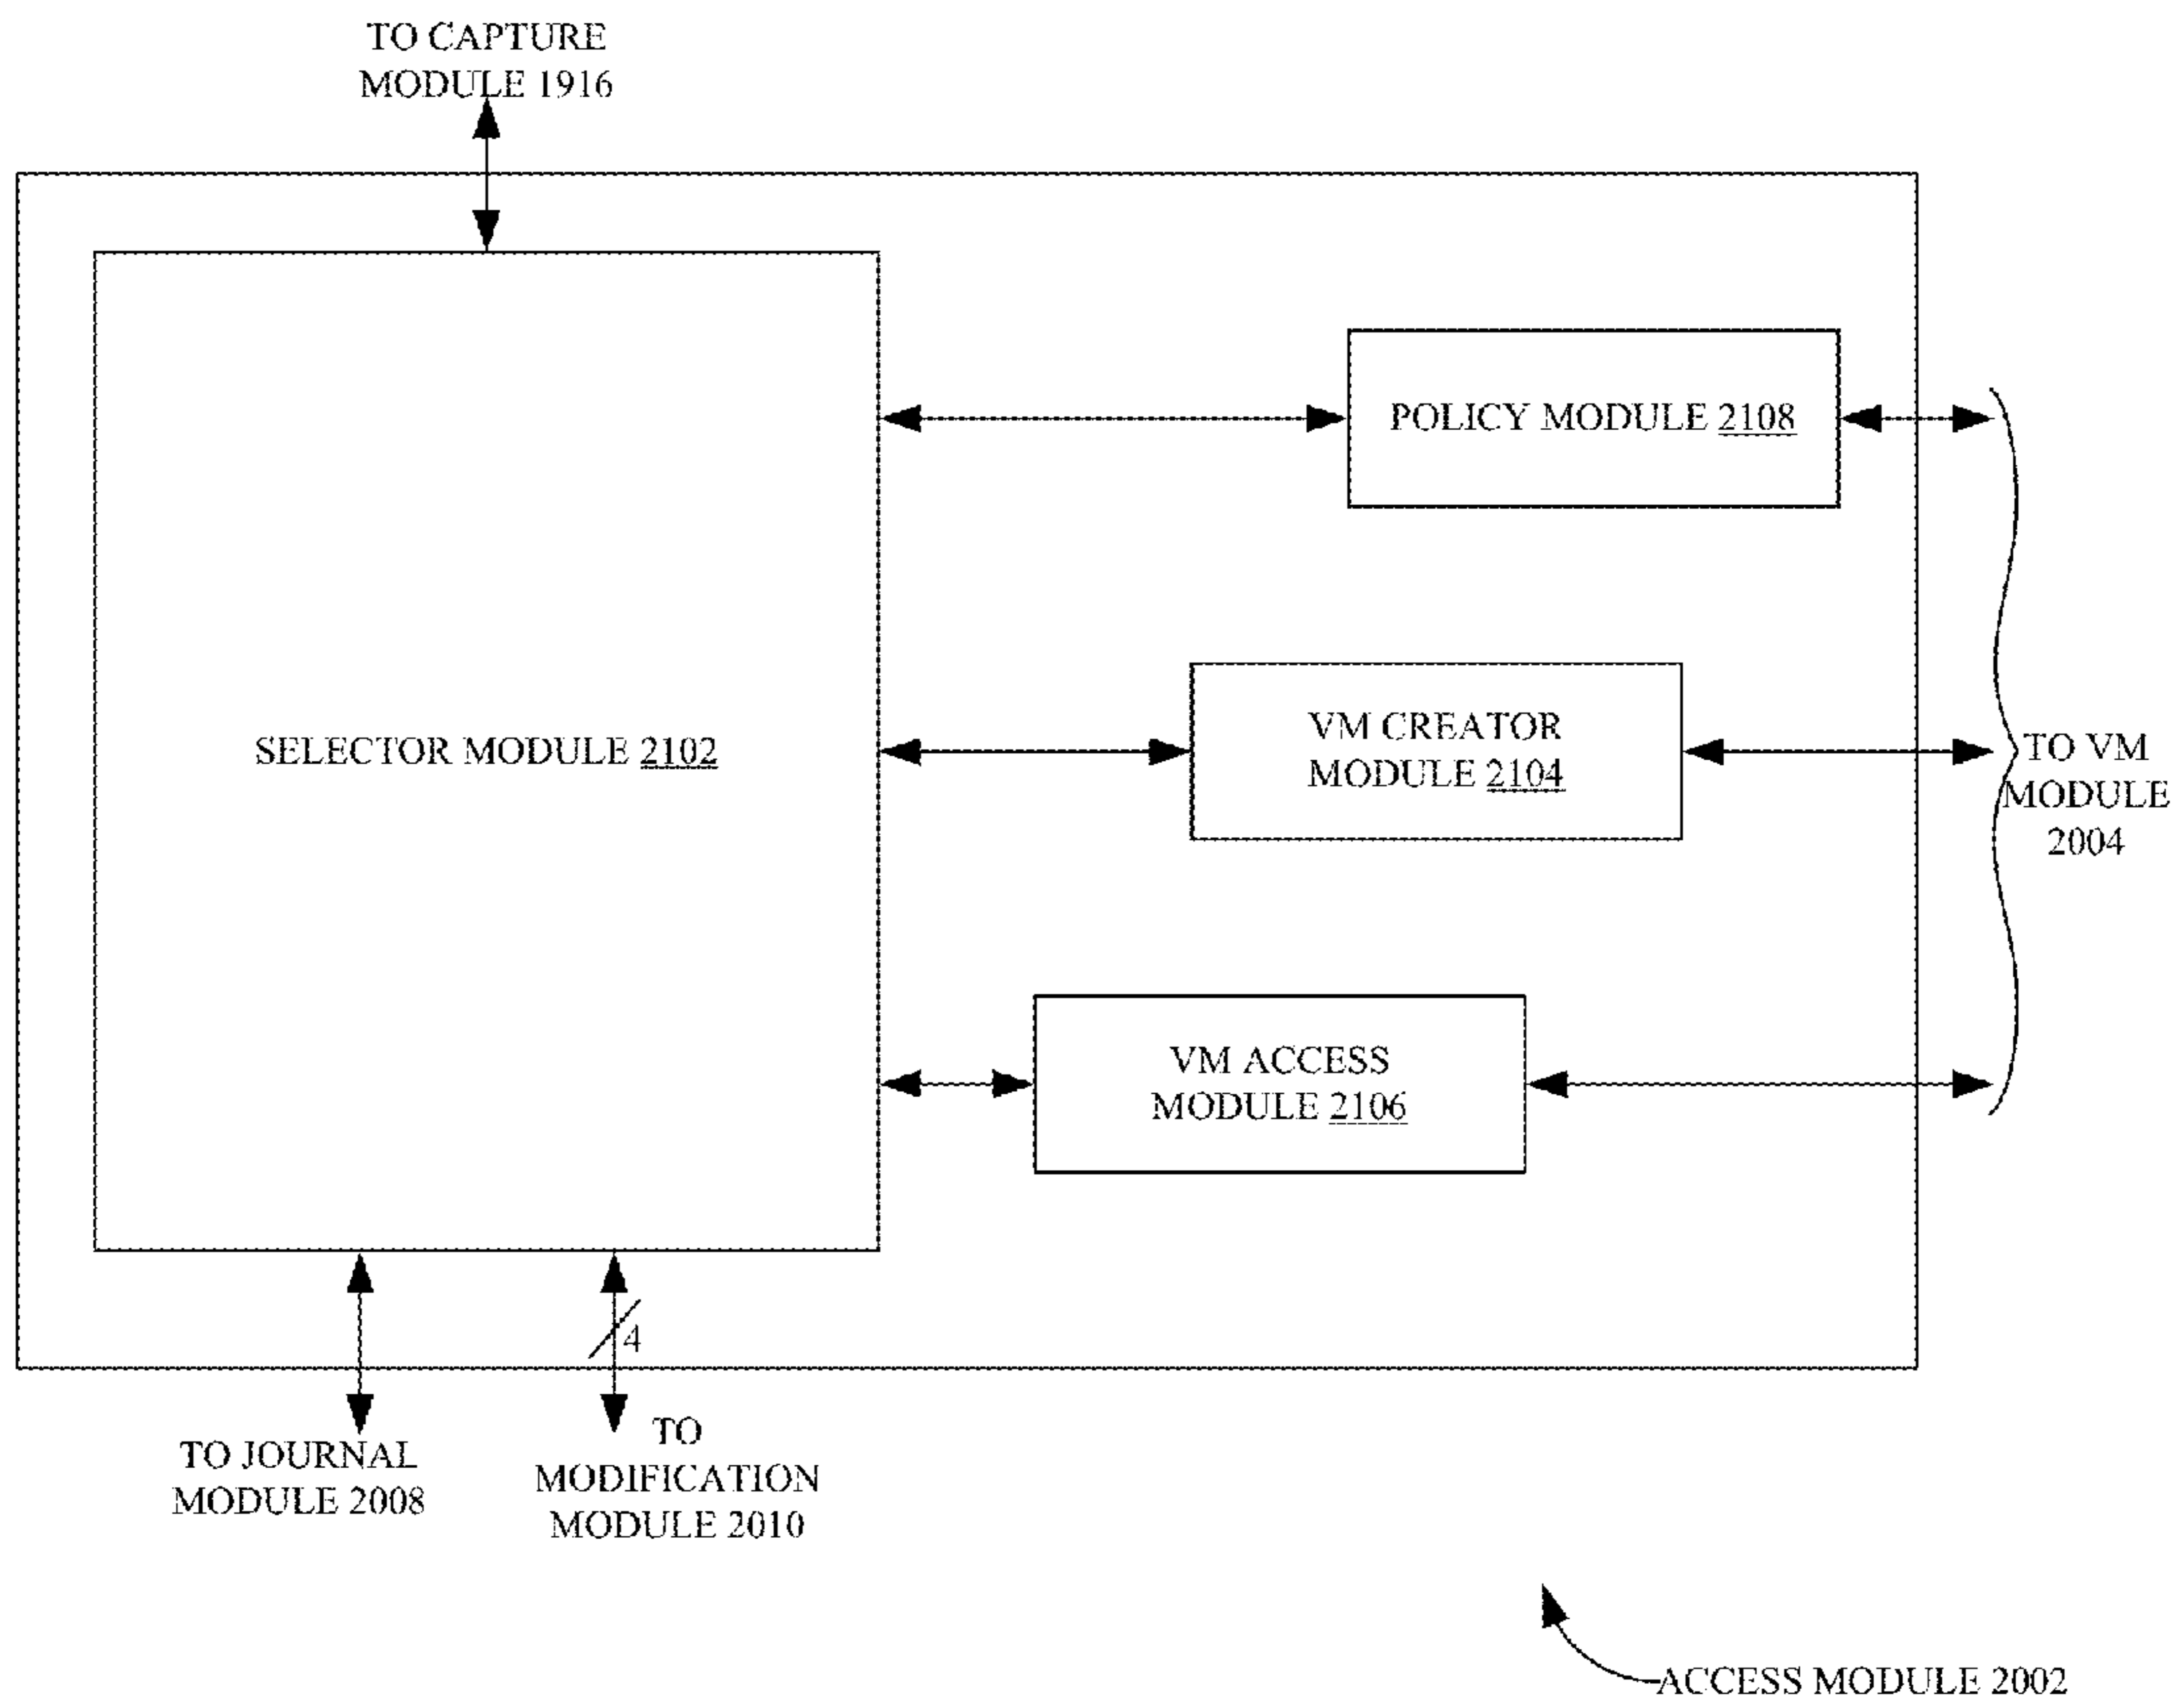 TO CAPTURE
MODULE 1916
POLICY MODULE 2108
SELECTOR MODULE 2102
VM CREATOR
MODULE 2104
TO VM
MODULE
2004
VM ACCESS
MODULE 2106
4
TO JOURNAL
MODULE 2008
TO
MODIFICATION
MODULE 2010
ACCESS MODULE 2002